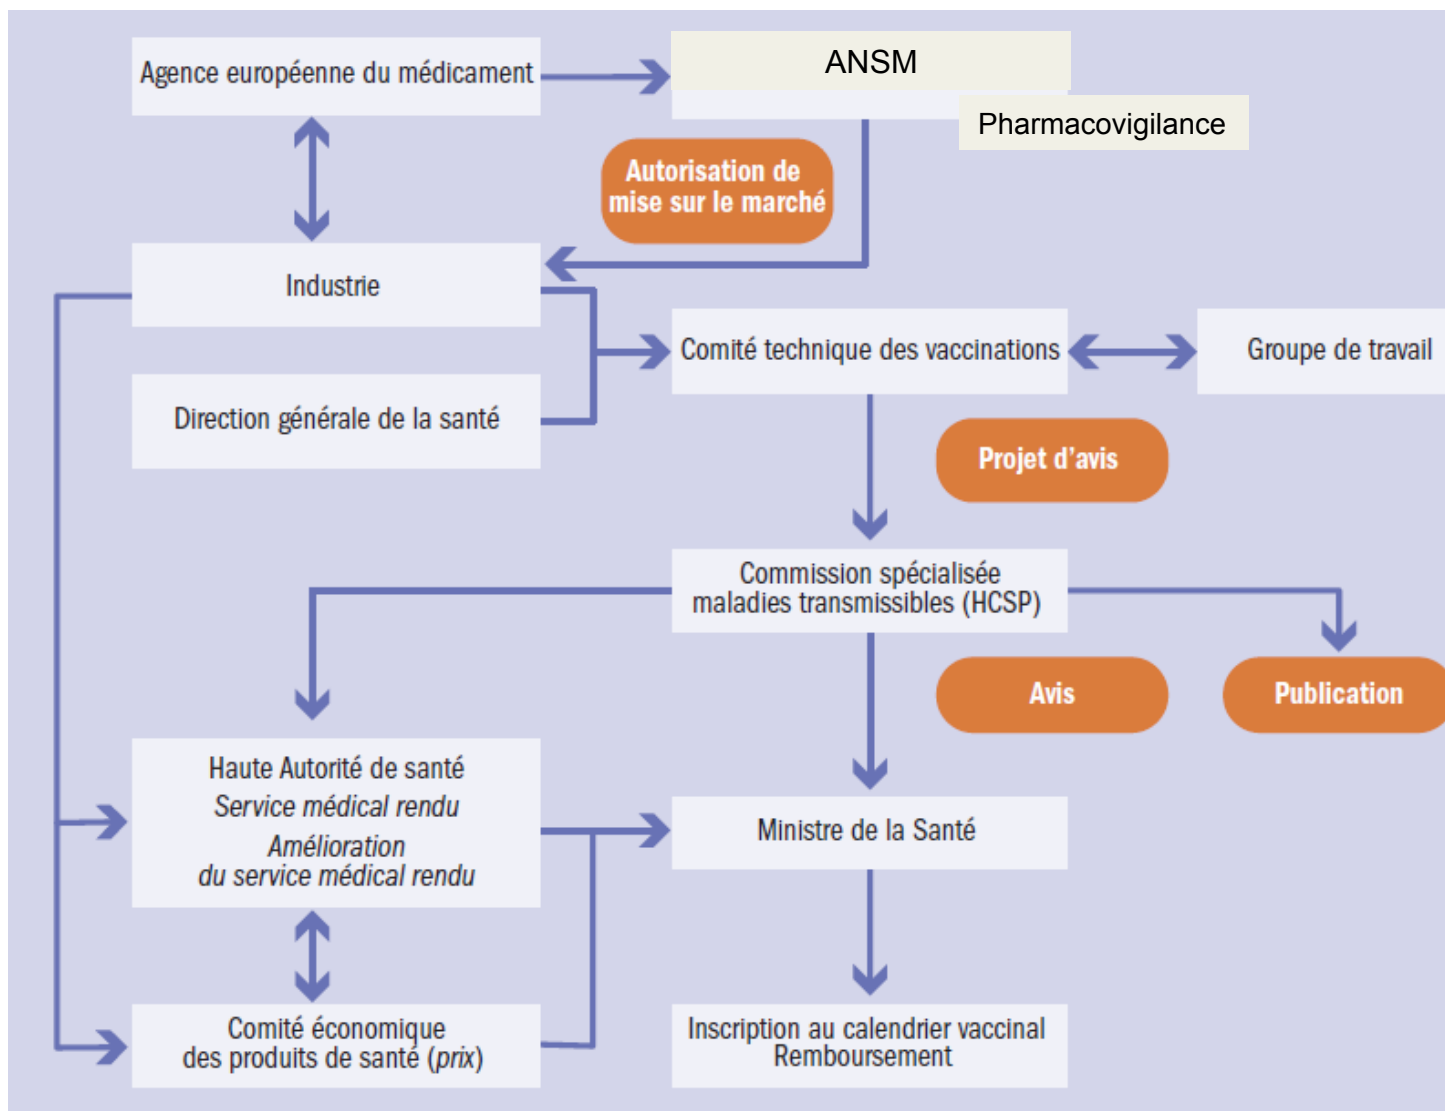 Agence européenne du médicament
ANSM
Pharmacovigilance
Autorisation de
mise sur le marché
Industrie
Comité technique des vaccinations
Groupe de travail
Direction générale de la santé
Projet d’avis
Commission spécialisée
maladies transmissibles (HCSP)
Avis
Publication
Haute Autorité de santé
Service médical rendu
Amélioration
du service médical rendu
Ministre de la Santé
Comité économique
des produits de santé (prix)
Inscription au calendrier vaccinal
Remboursement